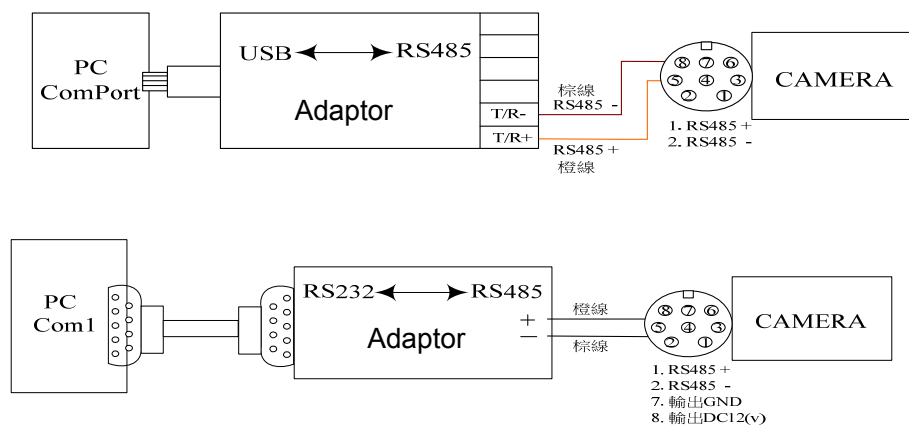 PC
ComPort
USB
RS485
Adaptor
T/R-
T/R+
棕線
RS485 -
RS485 +
橙線
8 7 6
5 4 3
2 1
CAMERA
1. RS485 +
2. RS485 -
PC
Com1
RS232
RS485
Adaptor
+
−
橙線
棕線
8 7 6
5 4 3
2 1
CAMERA
1. RS485 +
2. RS485 -
7. 輸出GND
8. 輸出DC12(v)